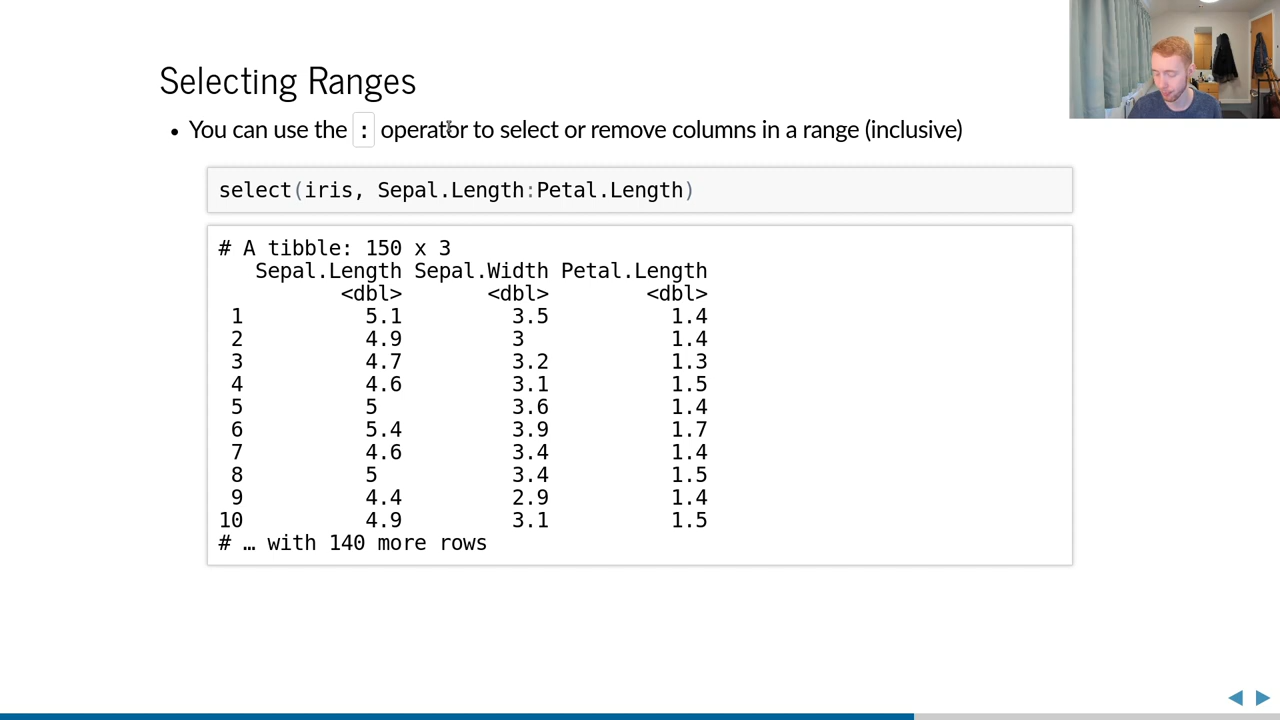 Selecting Ranges
• You can use the : operator to select or remove columns in a range (inclusive)
select(iris, Sepal.Length:Petal.Length)
# A tibble: 150 x 3
   Sepal.Length Sepal.Width Petal.Length
          <dbl>       <dbl>        <dbl>
 1          5.1         3.5          1.4
 2          4.9         3            1.4
 3          4.7         3.2          1.3
 4          4.6         3.1          1.5
 5          5           3.6          1.4
 6          5.4         3.9          1.7
 7          4.6         3.4          1.4
 8          5           3.4          1.5
 9          4.4         2.9          1.4
10          4.9         3.1          1.5
# … with 140 more rows